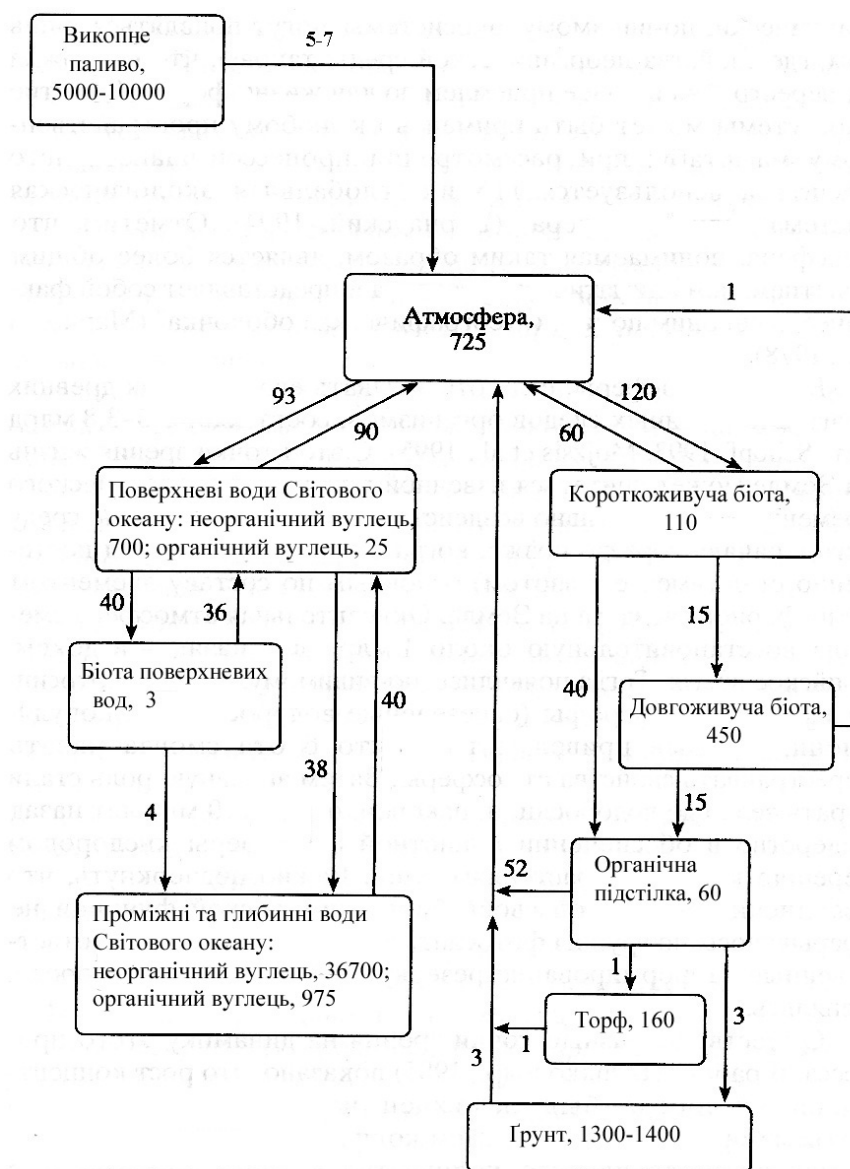 Викопне
паливо,
5000-10000
5-7
Атмосфера,
725
1
93
90
120
60
Поверхневі води Світового
океану: неорганічний вуглець,
700; органічний вуглець, 25
Короткоживуча біота,
110
40
36
15
Біота поверхневих
вод, 3
40
40
Довгоживуча біота,
450
38
4
15
52
Органічна
підстілка, 60
Проміжні та глибинні води
Світового океану:
неорганічний вуглець, 36700;
органічний вуглець, 975
1
3
Торф, 160
1
3
Ґрунт, 1300-1400